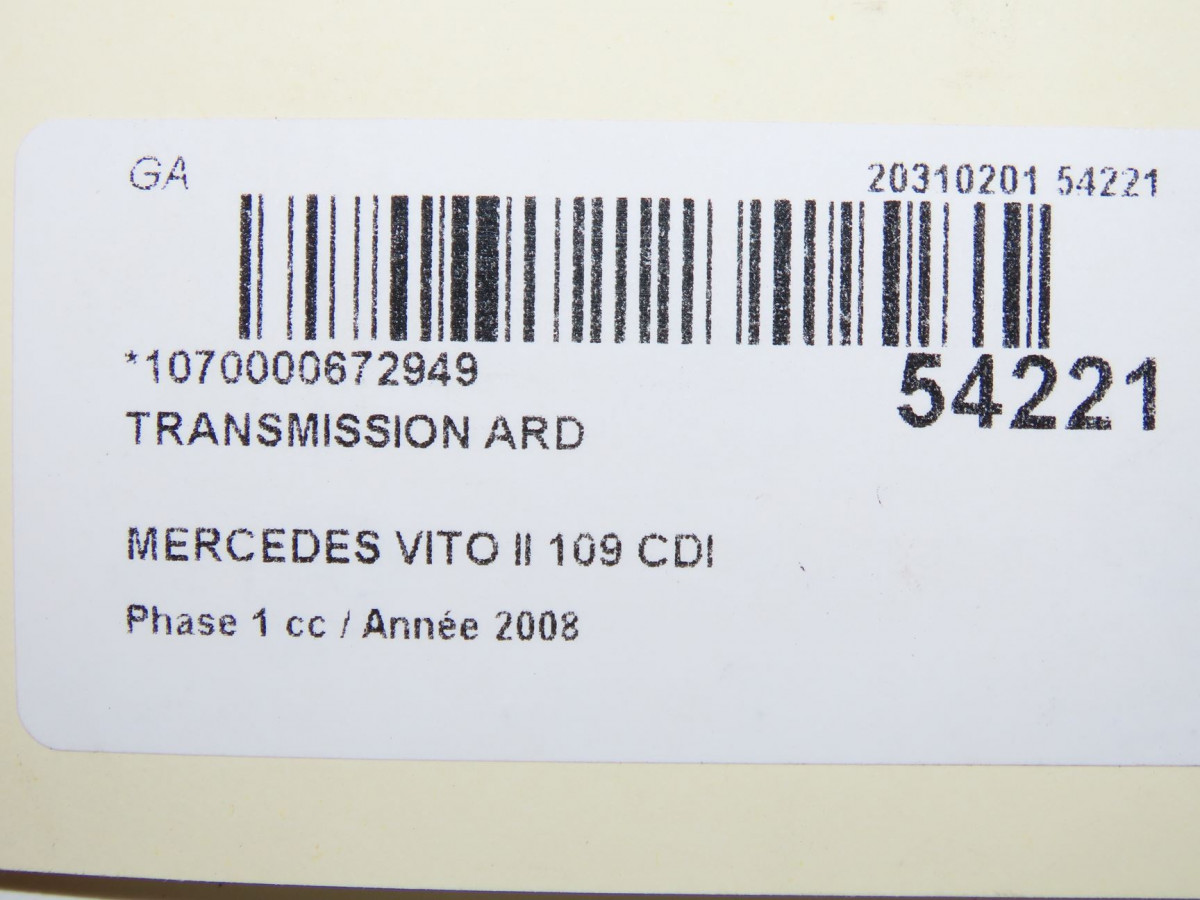 GA
20310201 54221
*1070000672949
54221
TRANSMISSION ARD
MERCEDES VITO II 109 CDI
Phase 1 cc / Année 2008